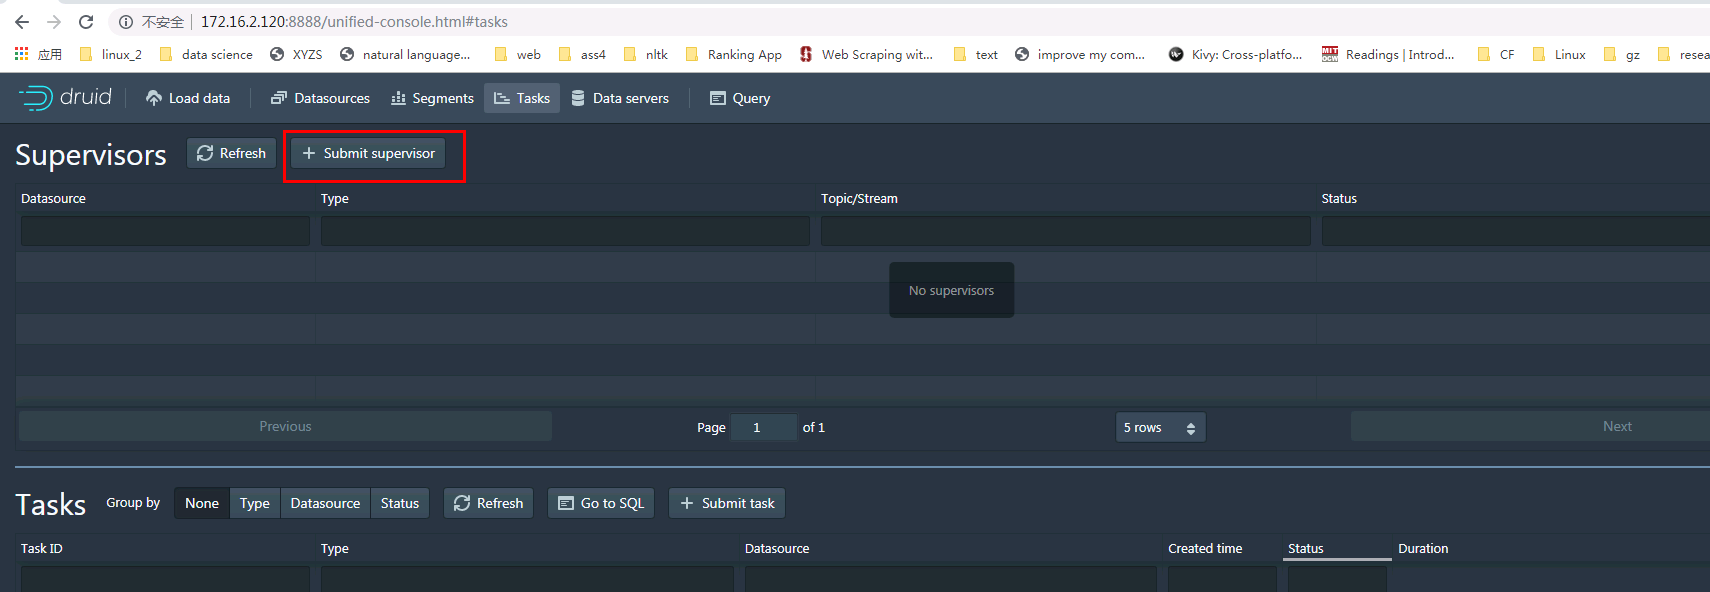 不安全 172.16.2.120:8888/unified-console.html#tasks
应用 linux_2 data science XYZS natural language... web ass4 nltk Ranking App Web Scraping wit... text improve my com... Kivy: Cross-platfo... MIT Readings | Introd... CF Linux gz resea
druid Load data Datasources Segments Tasks Data servers Query
Supervisors Refresh Submit supervisor
Datasource Type Topic/Stream Status
No supervisors
Previous Page 1 of 1 5 rows Next
Tasks Group by None Type Datasource Status Refresh Go to SQL Submit task
Task ID Type Datasource Created time Status Duration